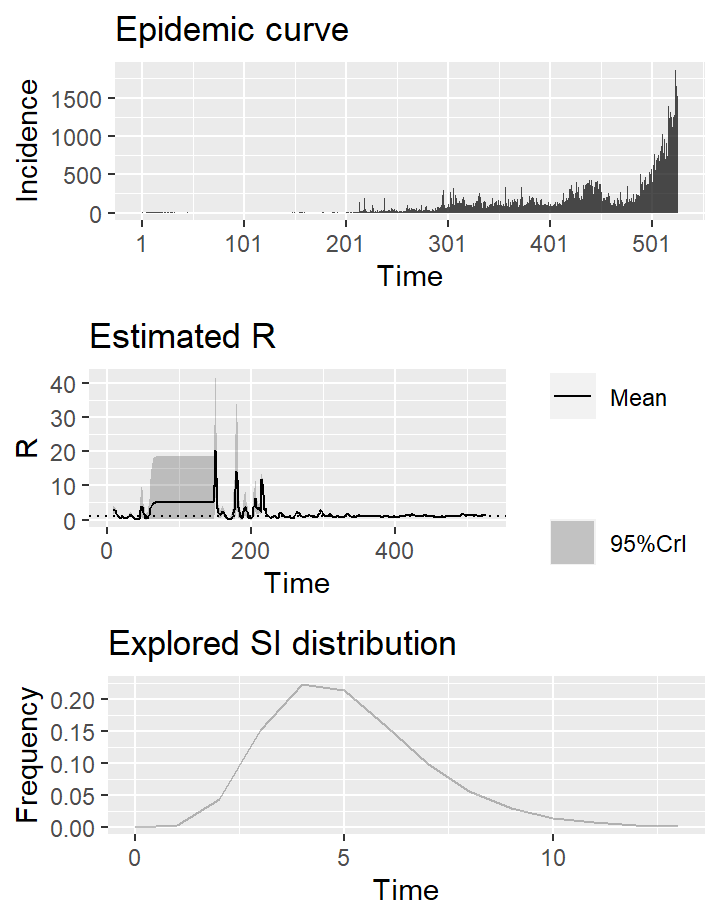 Epidemic curve
Incidence
1500
1000
500
0
1 101 201 301 401 501
Time
Estimated R
R
40
30
20
10
0
0 200 400
Time
Mean
95%CrI
Explored SI distribution
Frequency
0.20
0.15
0.10
0.05
0.00
0 5 10
Time